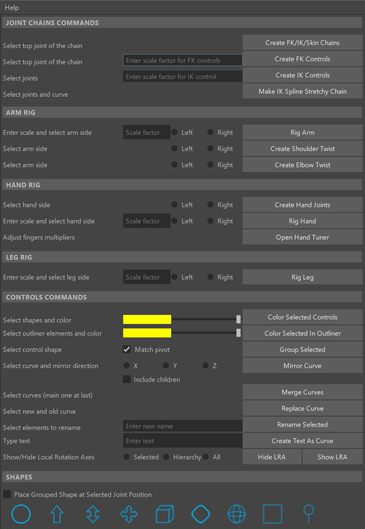 Help
JOINT CHAINS COMMANDS
Select top joint of the chain Create FK/IK/Skin Chains
Select top joint of the chain Enter scale factor for FK controls Create FK Controls
Select joints Enter scale factor for IK control Create IK Controls
Select joints and curve Make IK Spline Stretchy Chain
ARM RIG
Enter scale and select arm side Scale factor Left Right Rig Arm
Select arm side Left Right Create Shoulder Twist
Select arm side Left Right Create Elbow Twist
HAND RIG
Select hand side Left Right Create Hand Joints
Enter scale and select hand side Scale factor Left Right Rig Hand
Adjust fingers multipliers Open Hand Tuner
LEG RIG
Enter scale and select leg side Scale factor Left Right Rig Leg
CONTROLS COMMANDS
Select shapes and color Color Selected Controls
Select outliner elements and color Color Selected In Outliner
Select control shape Match pivot Group Selected
Select curve and mirror direction X Y Z Mirror Curve
Include children
Select curves (main one at last) Merge Curves
Select new and old curve Replace Curve
Select elements to rename Enter new name Rename Selected
Type text Enter text Create Text As Curve
Show/Hide Local Rotation Axes Selected Hierarchy All Hide LRA Show LRA
SHAPES
Place Grouped Shape at Selected Joint Position